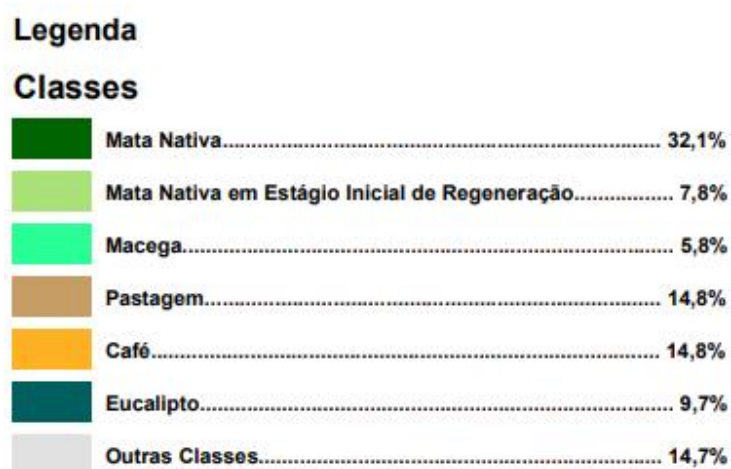 Legenda
Classes
Mata Nativa.................................................................................. 32,1%
Mata Nativa em Estágio Inicial de Regeneração.................. 7,8%
Macega............................................................................................ 5,8%
Pastagem...................................................................................... 14,8%
Café................................................................................................ 14,8%
Eucalipto....................................................................................... 9,7%
Outras Classes........................................................................... 14,7%